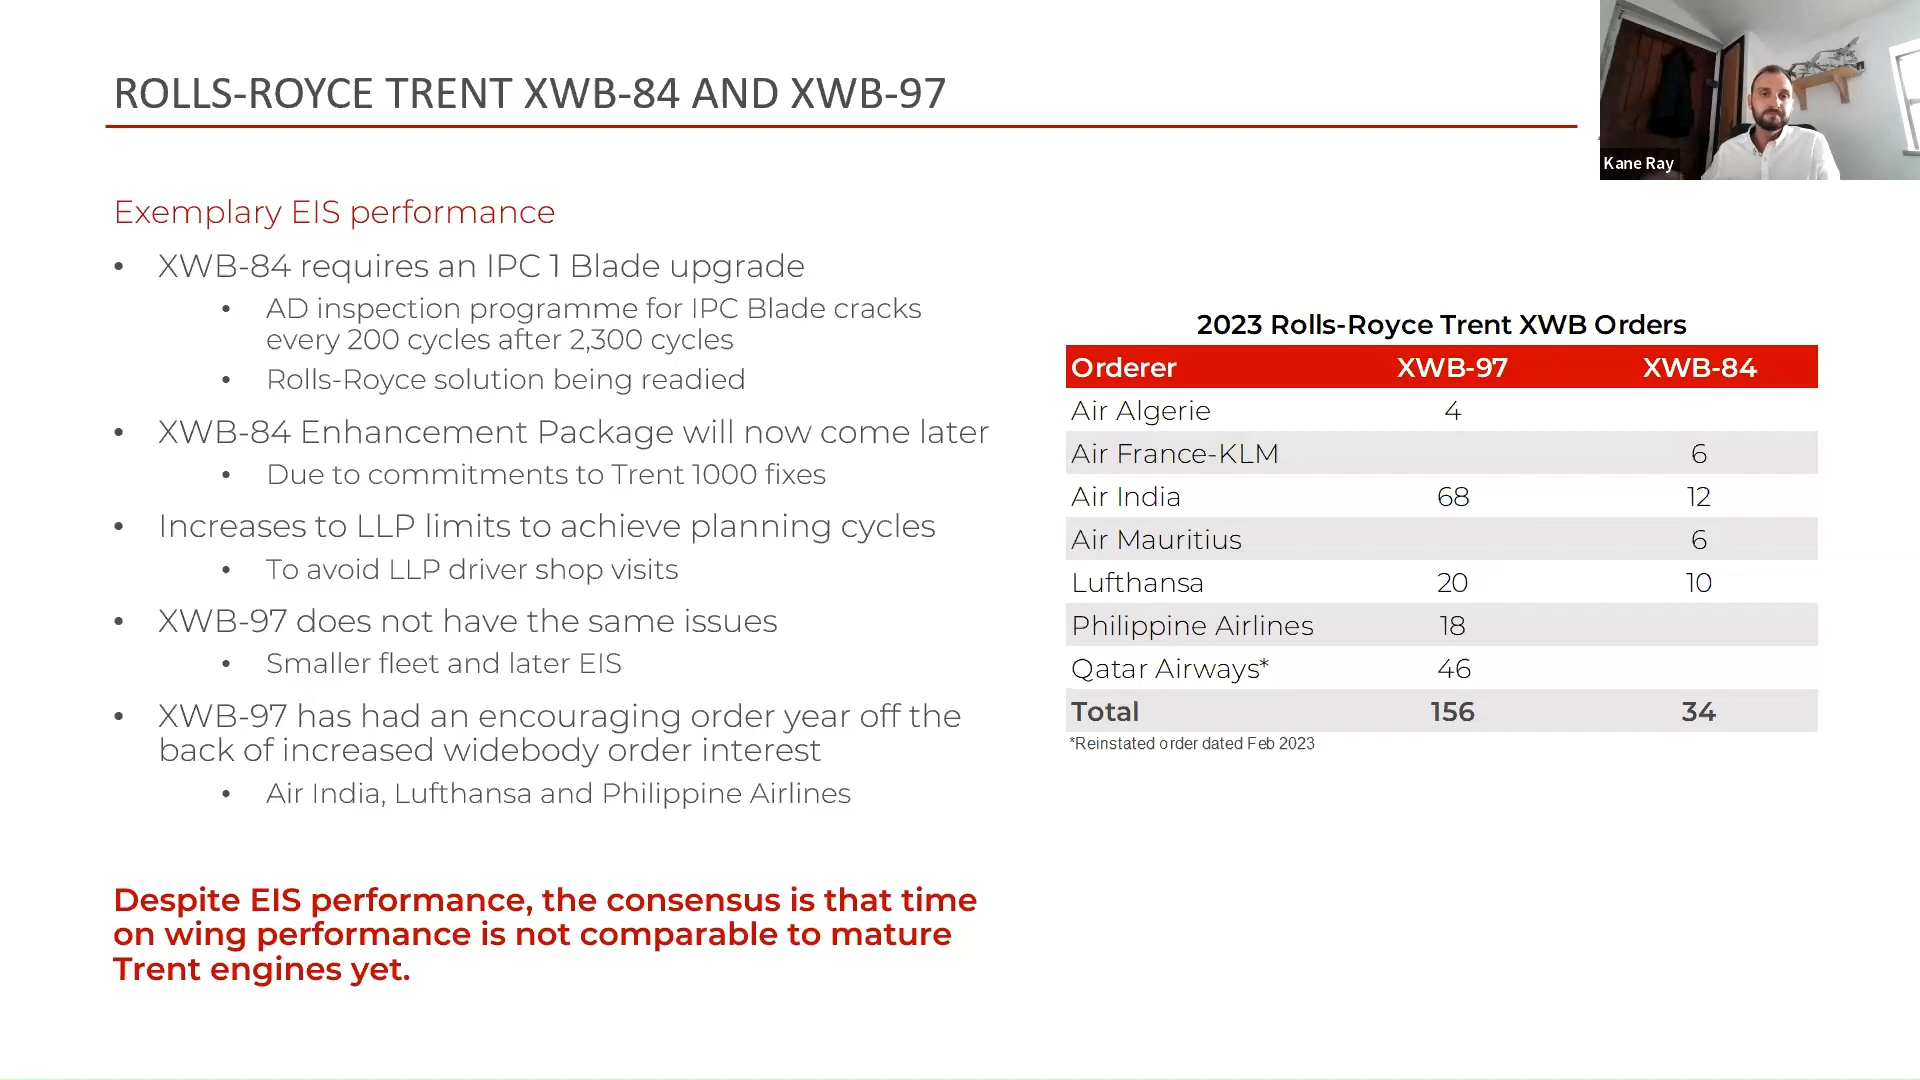 ROLLS-ROYCE TRENT XWB-84 AND XWB-97
Kane Ray
Exemplary EIS performance
• XWB-84 requires an IPC 1 Blade upgrade
• AD inspection programme for IPC Blade cracks
every 200 cycles after 2,300 cycles
• Rolls-Royce solution being readied
• XWB-84 Enhancement Package will now come later
• Due to commitments to Trent 1000 fixes
• Increases to LLP limits to achieve planning cycles
• To avoid LLP driver shop visits
• XWB-97 does not have the same issues
• Smaller fleet and later EIS
• XWB-97 has had an encouraging order year off the
back of increased widebody order interest
• Air India, Lufthansa and Philippine Airlines
Despite EIS performance, the consensus is that time
on wing performance is not comparable to mature
Trent engines yet.
2023 Rolls-Royce Trent XWB Orders
Orderer XWB-97 XWB-84
Air Algerie 4
Air France-KLM 6
Air India 68 12
Air Mauritius 6
Lufthansa 20 10
Philippine Airlines 18
Qatar Airways* 46
Total 156 34
*Reinstated order dated Feb 2023